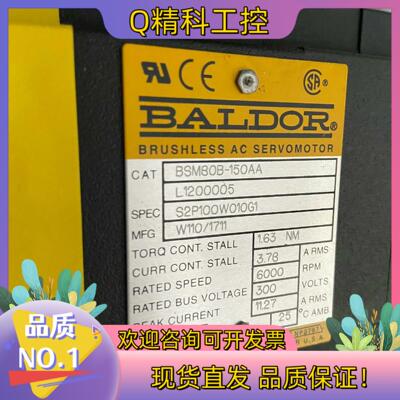 Q精科工控
CE
SA
BALDOR®
BRUSHLESS AC SERVOMOTOR
CAT BSM80B-150AA
L1200005
SPEC S2P100W010G1
MFG W110/1711
TORQ CONT. STALL 1.63 NM
CURR CONT. STALL 3.78 A RMS
RATED SPEED 6000 RPM
RATED BUS VOLTAGE 300 VOLTS
PEAK CURRENT 11.27 A RMS
25 °C AMB
U.S.A
品质
NO.1
欢迎咨询可开发票
现货直发 品质保证！